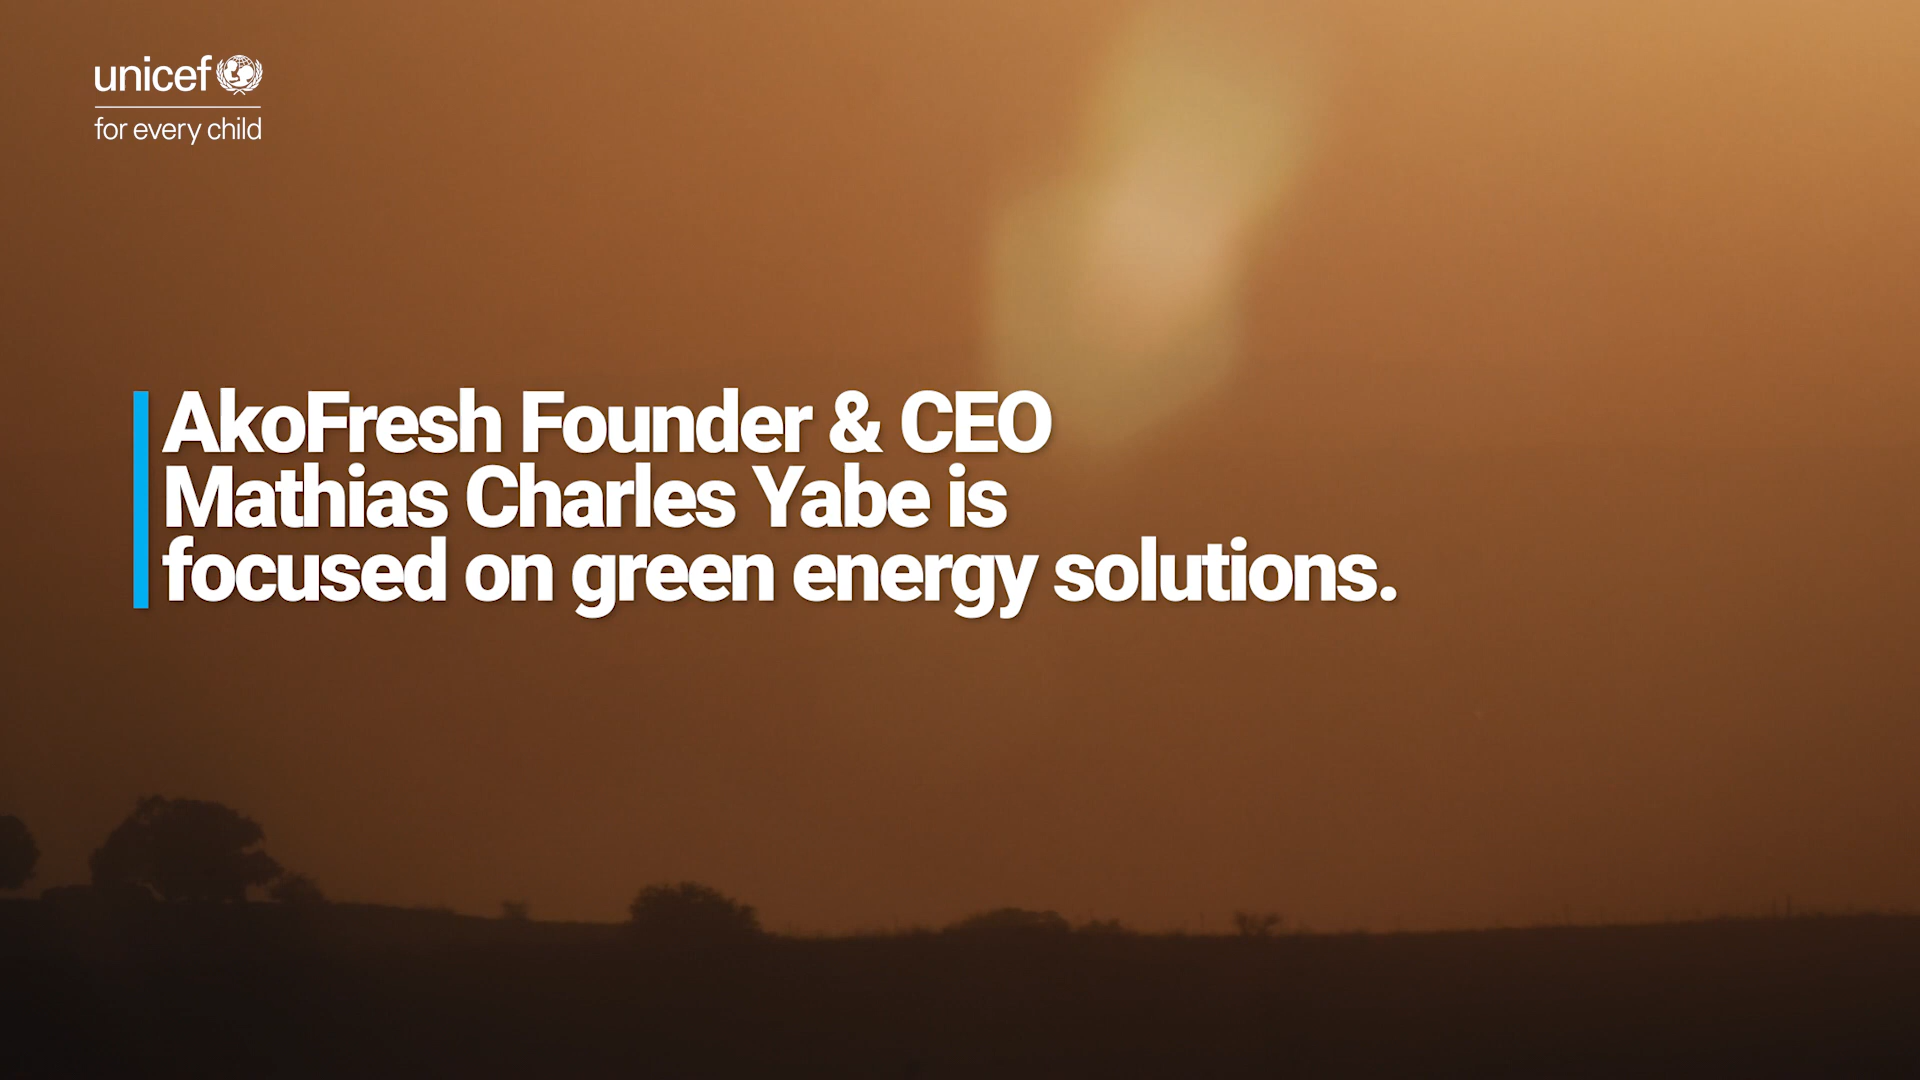 unicef
for every child
AkoFresh Founder & CEO
Mathias Charles Yabe is
focused on green energy solutions.